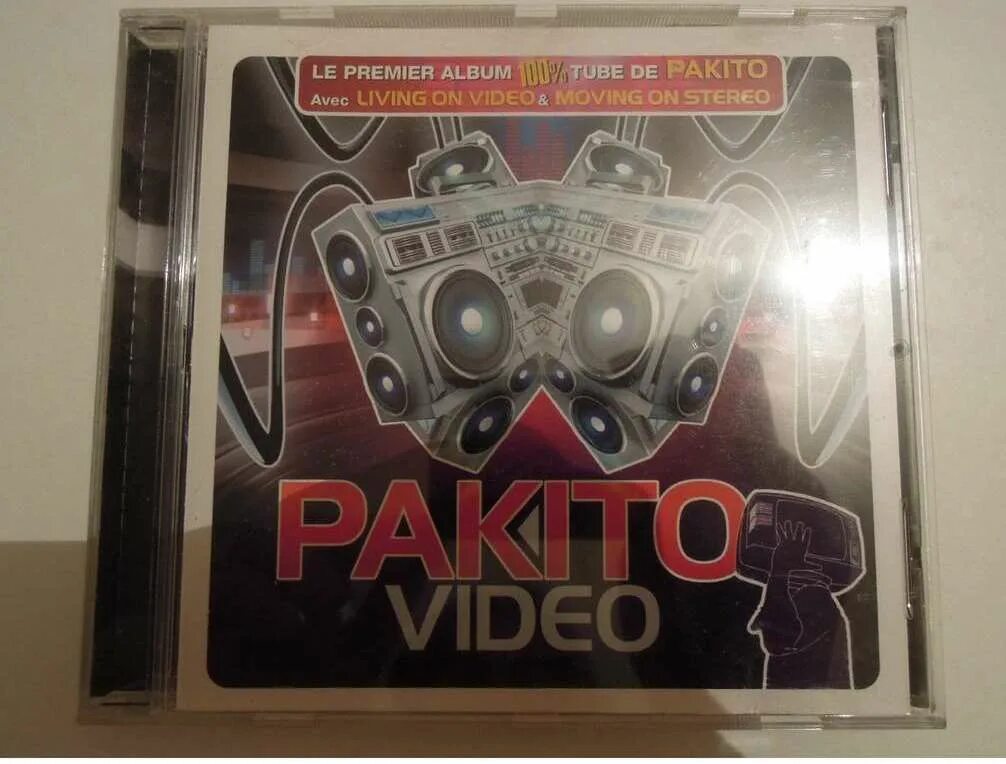 LE PREMIER ALBUM 100% TUBE DE PAKITO
Avec LIVING ON VIDEO & MOVING ON STEREO
PAKITO
VIDEO